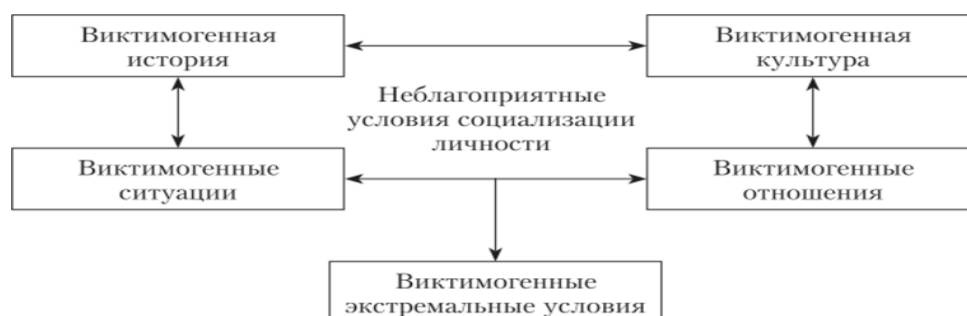 Виктимогенная
история
Виктимогенная
культура
Неблагоприятные
условия социализации
личности
Виктимогенные
ситуации
Виктимогенные
отношения
Виктимогенные
экстремальные условия